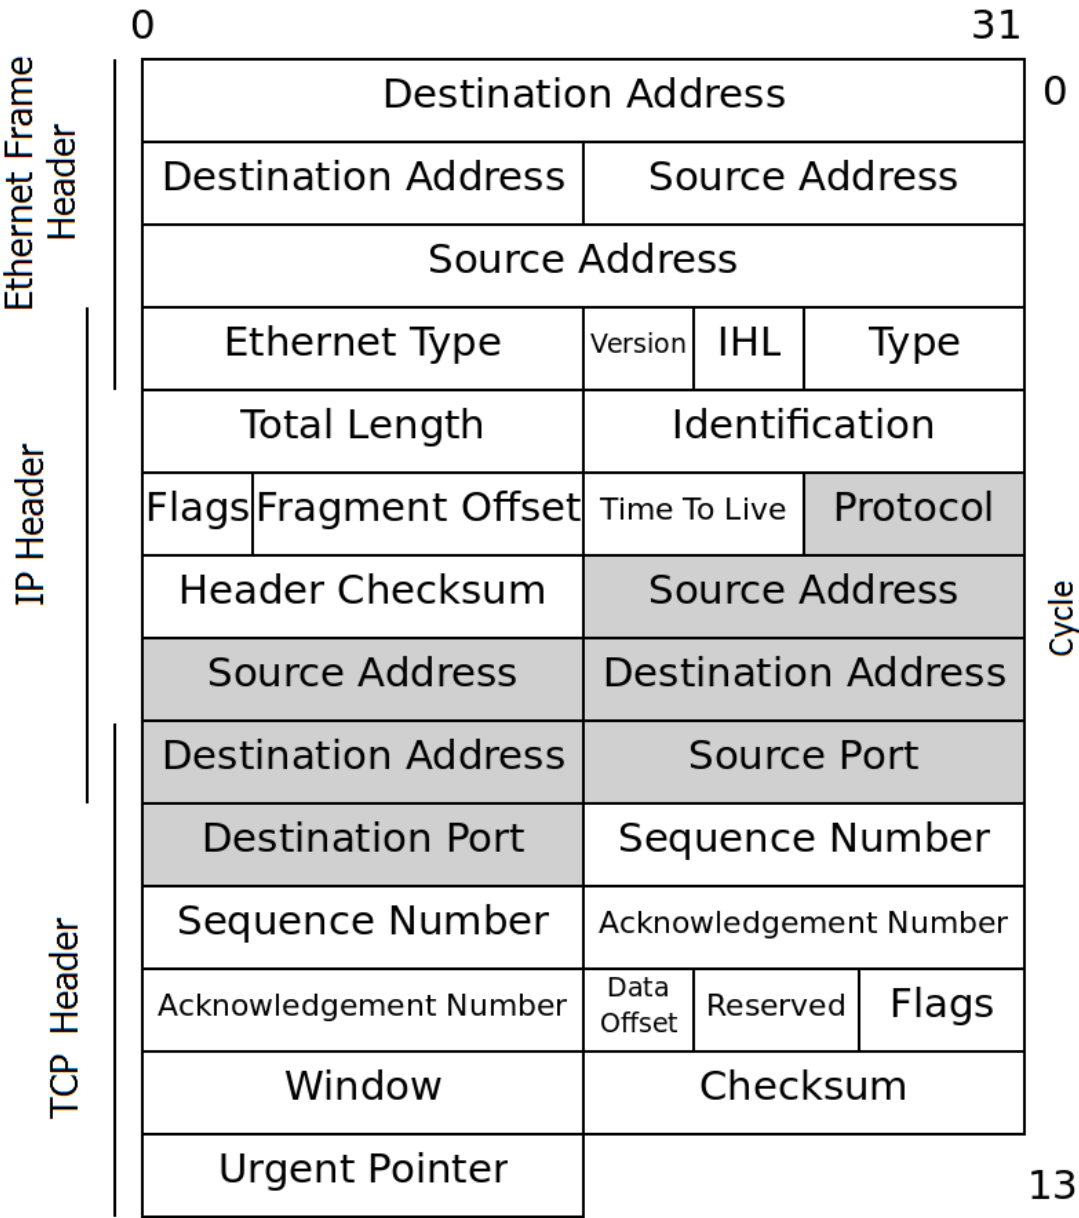 0 31
Ethernet Frame
Header
Destination Address 0
Destination Address Source Address
Source Address
Ethernet Type Version IHL Type
IP Header
Total Length Identification
Flags Fragment Offset Time To Live Protocol
Header Checksum Source Address
Cycle
Source Address Destination Address
Destination Address Source Port
TCP Header
Destination Port Sequence Number
Sequence Number Acknowledgement Number
Acknowledgement Number Data Offset Reserved Flags
Window Checksum
Urgent Pointer 13